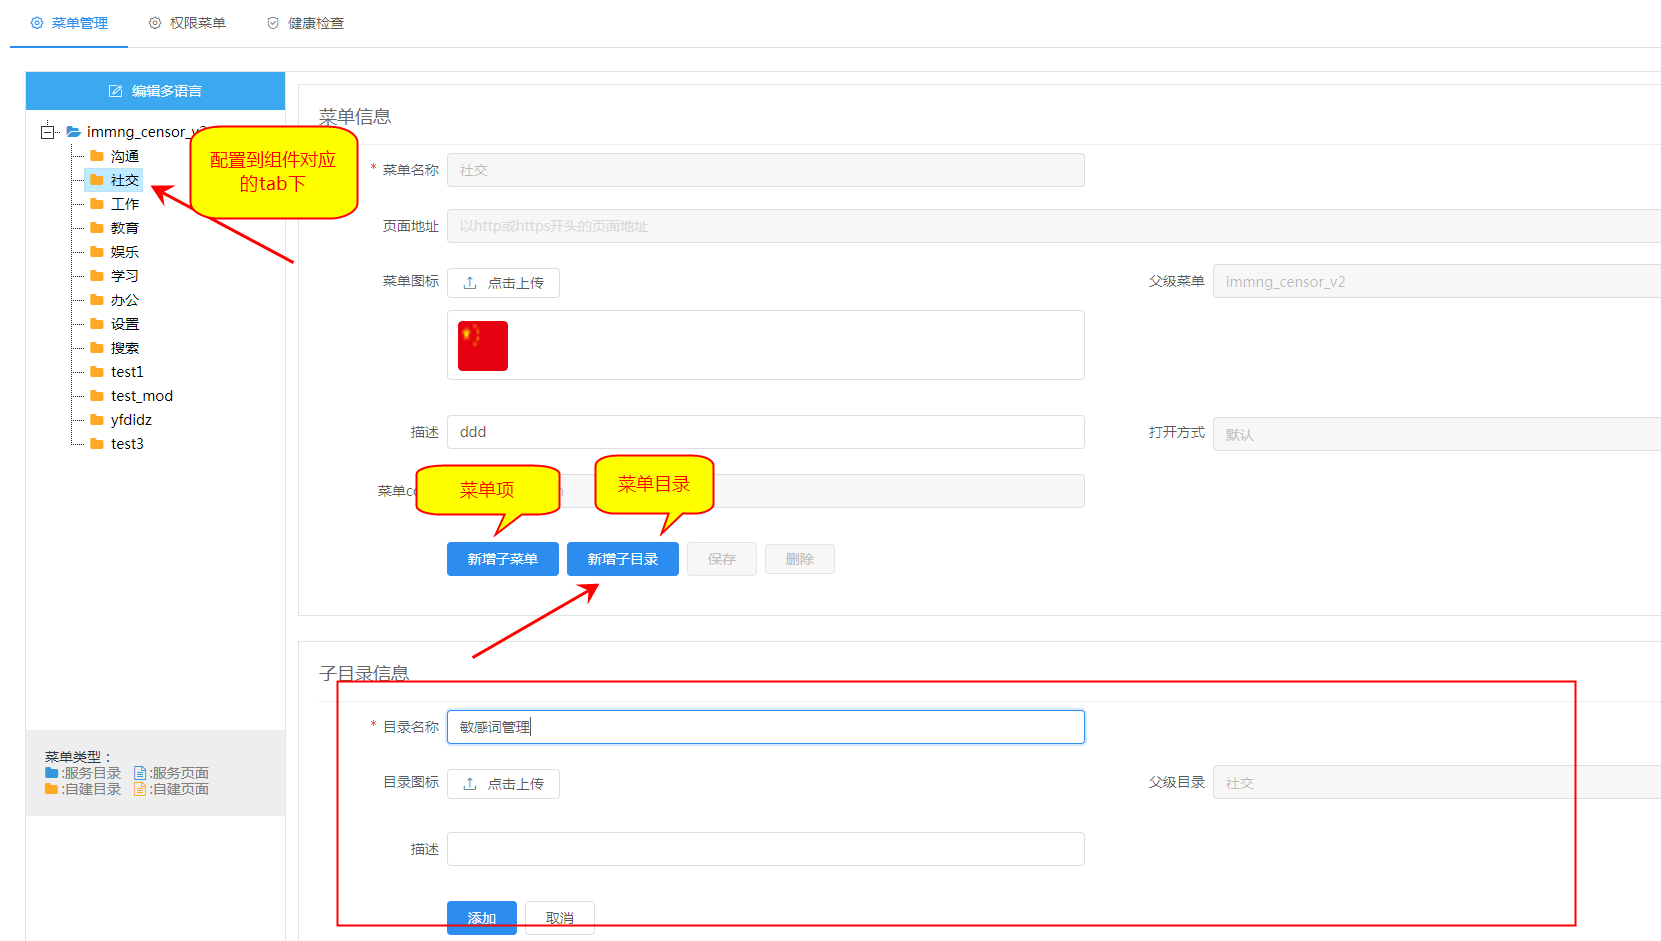 菜单管理 权限菜单 健康检查
编辑多语言
immng_censor_v2
沟通
社交
工作
教育
娱乐
学习
办公
设置
搜索
test1
test_mod
yfdidz
test3
配置到组件对应
的tab下
菜单类型：
:服务目录 :服务页面
:自建目录 :自建页面
菜单信息
* 菜单名称 社交
页面地址 以http或https开头的页面地址
菜单图标 点击上传 父级菜单 immng_censor_v2
描述 ddd 打开方式 默认
菜单
菜单项 菜单目录
新增子菜单 新增子目录 保存 删除
子目录信息
* 目录名称 敏感词管理
目录图标 点击上传 父级目录 社交
描述
添加 取消